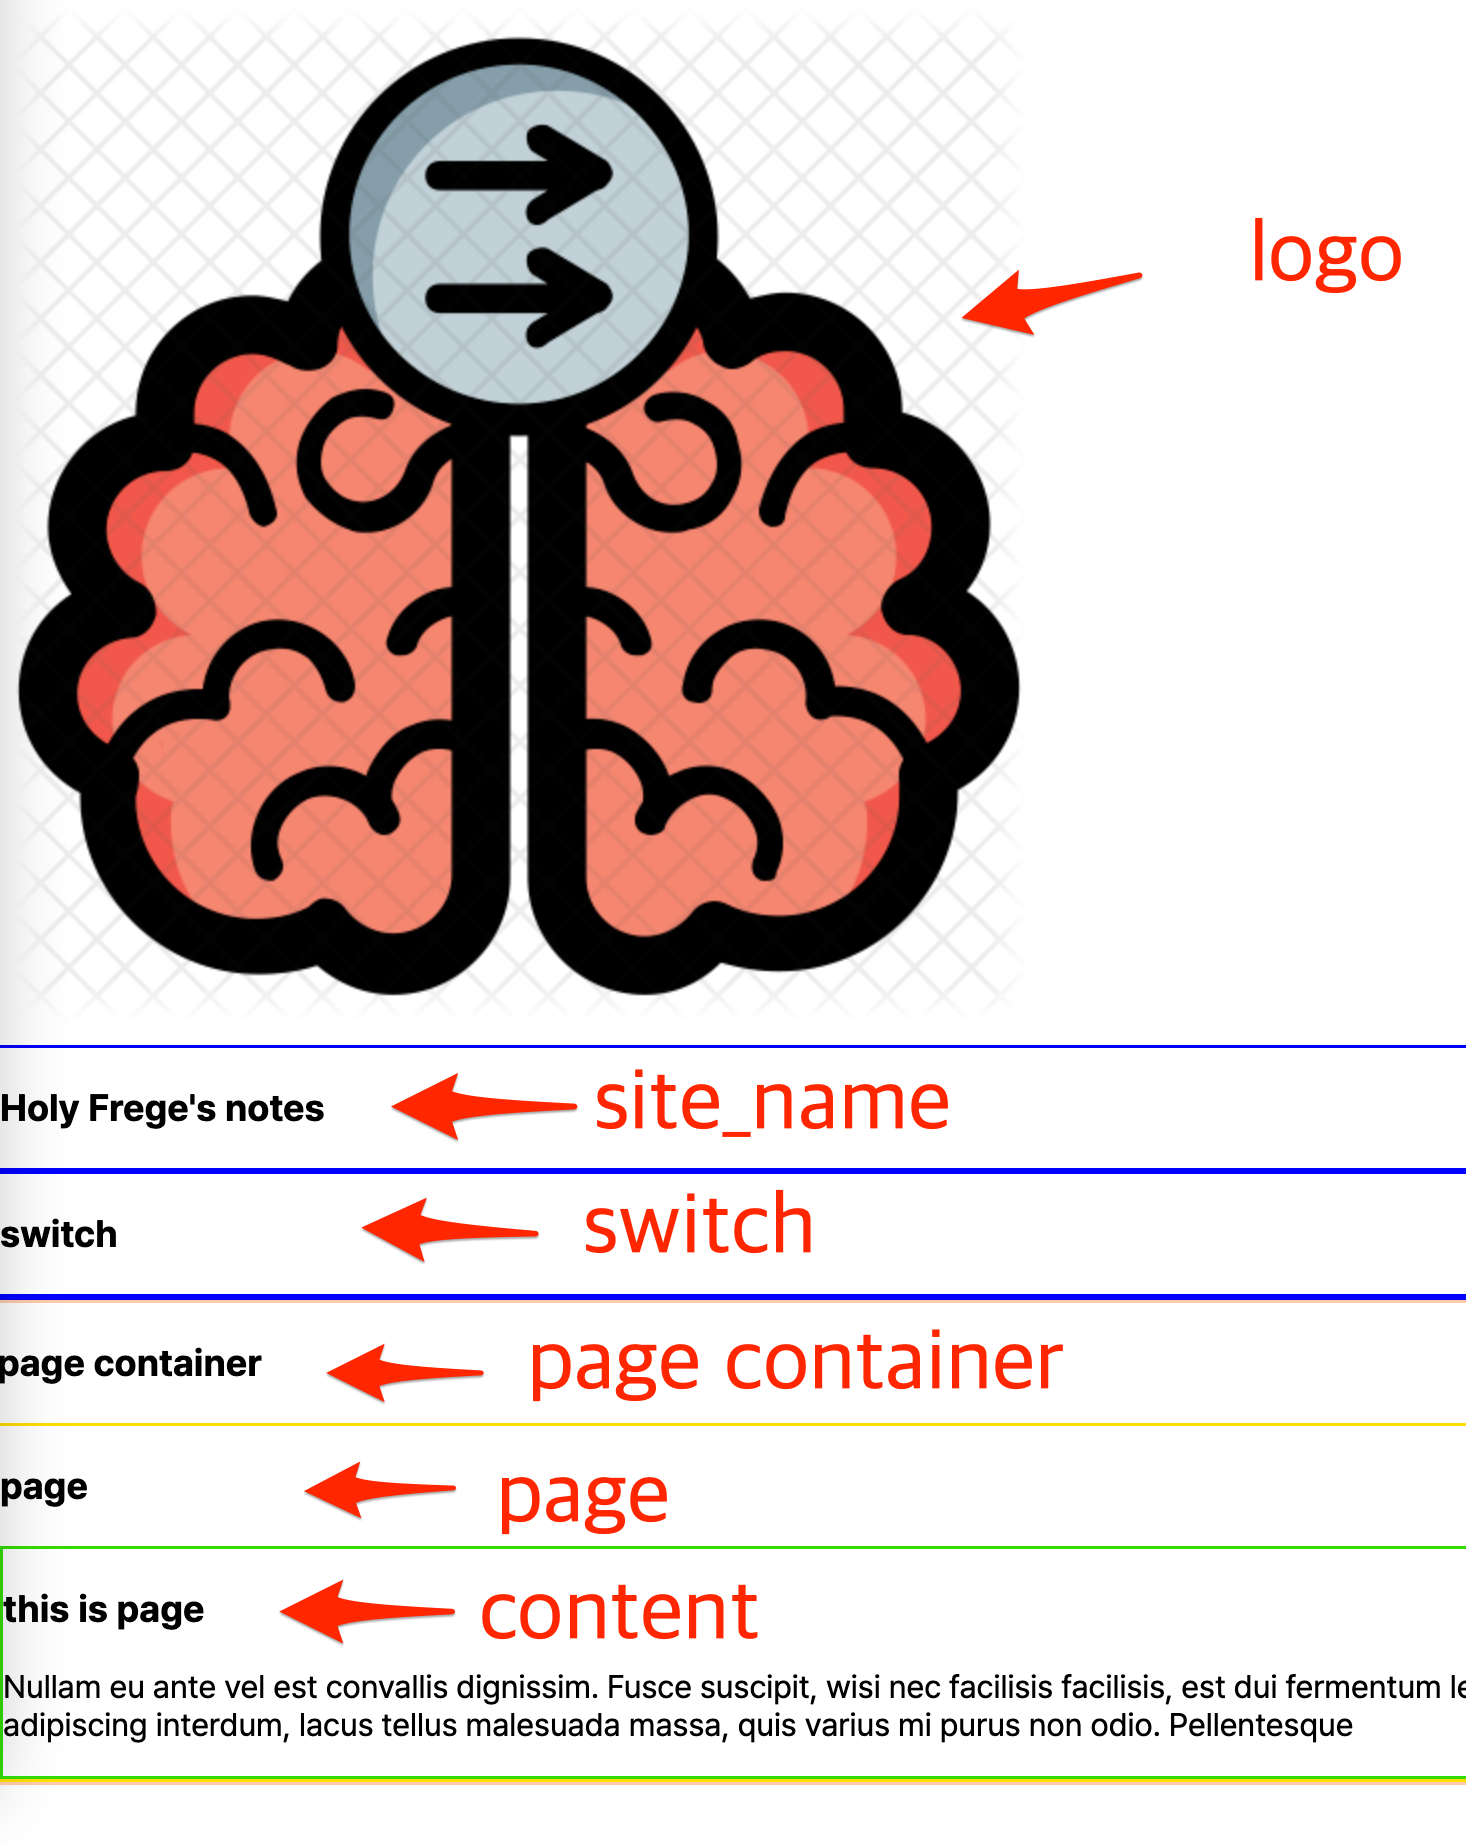 logo
Holy Frege's notes site_name
switch switch
page container page container
page page
this is page content
Nullam eu ante vel est convallis dignissim. Fusce suscipit, wisi nec facilisis facilisis, est dui fermentum
adipiscing interdum, lacus tellus malesuada massa, quis varius mi purus non odio. Pellentesque